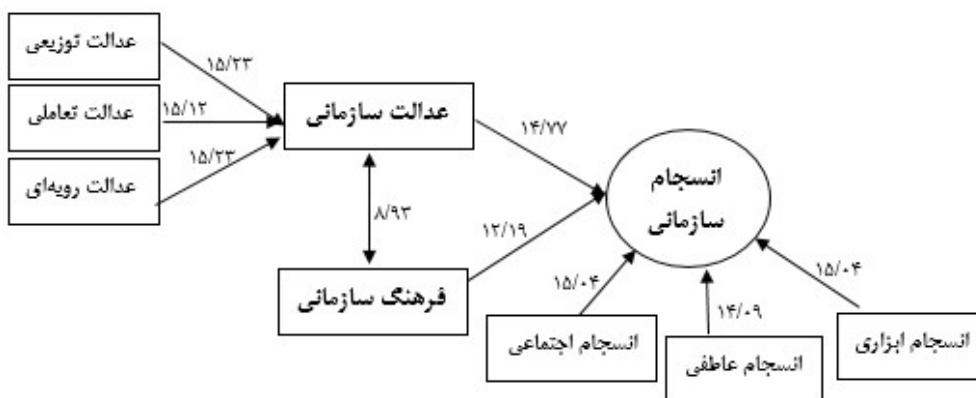 عدالت توزیعی
۱۵/۲۳
عدالت تعاملی
۱۵/۱۲
عدالت سازمانی
۱۴/۷۷
عدالت رویه‌ای
۱۵/۲۳
انسجام
سازمانی
۸/۹۳
۱۲/۱۹
فرهنگ سازمانی
۱۵/۰۴
۱۴/۰۹
۱۵/۰۴
انسجام ابزاری
انسجام عاطفی
انسجام اجتماعی